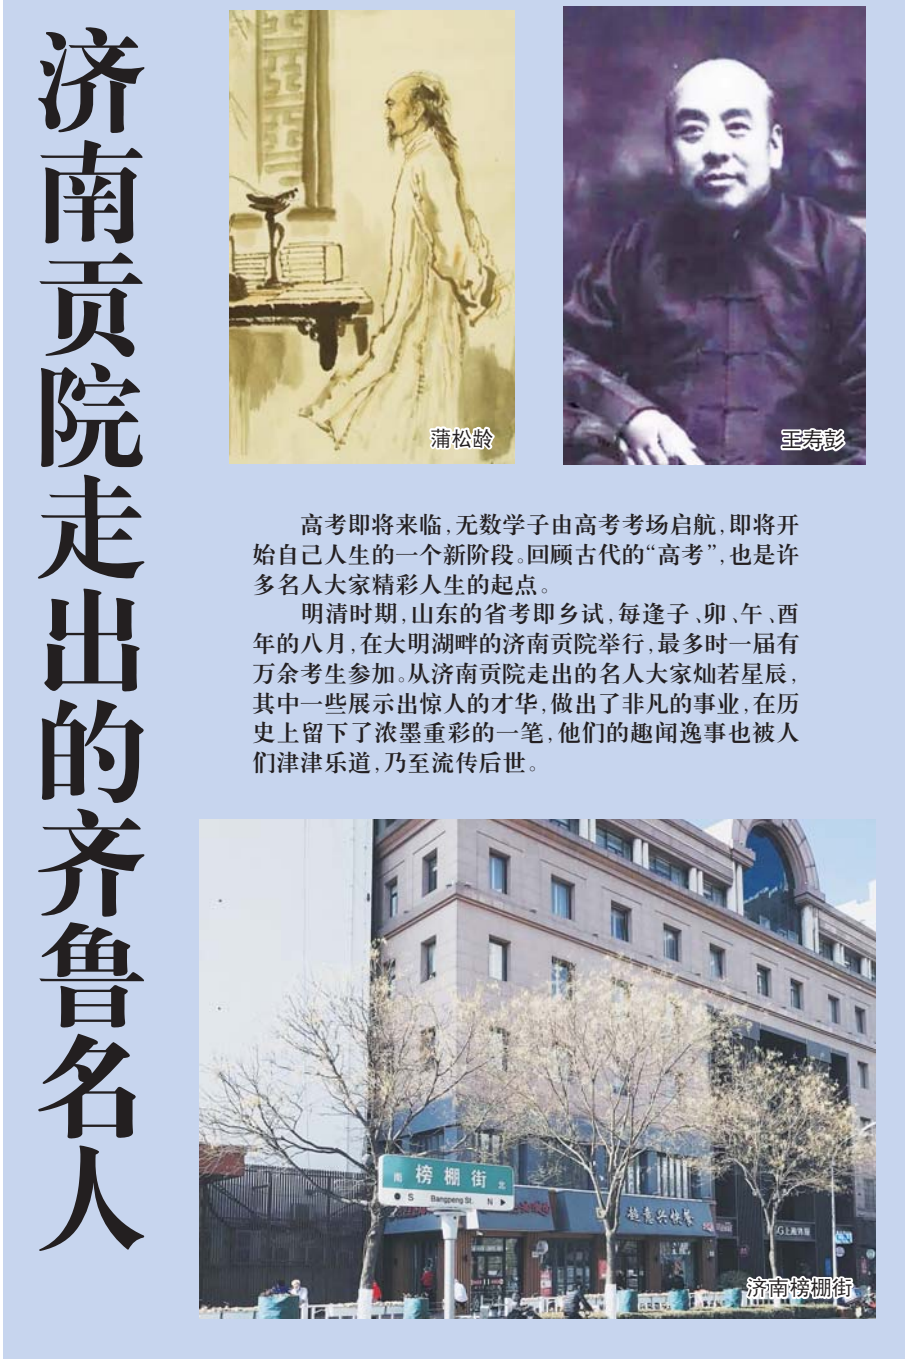 济南贡院走出的齐鲁名人
蒲松龄
王寿彭
高考即将来临,无数学子由高考考场启航,即将开
始自己人生的一个新阶段。回顾古代的“高考”,也是许
多名人大家精彩人生的起点。
明清时期,山东的省考即乡试,每逢子、卯、午、酉
年的八月,在大明湖畔的济南贡院举行,最多时一届有
万余考生参加。从济南贡院走出的名人大家灿若星辰,
其中一些展示出惊人的才华,做出了非凡的事业,在历
史上留下了浓墨重彩的一笔,他们的趣闻逸事也被人
们津津乐道,乃至流传后世。
南 榜棚街 北
S Bangpeng St. N
超意兴快餐
济南榜棚街